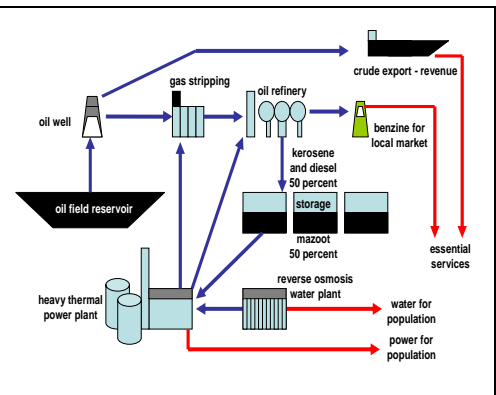 gas stripping
crude export - revenue
oil refinery
oil well
benzine for
local market
kerosene
and diesel
50 percent
oil field reservoir
storage
mazoot
50 percent
essential
services
reverse osmosis
water plant
heavy thermal
power plant
water for
population
power for
population